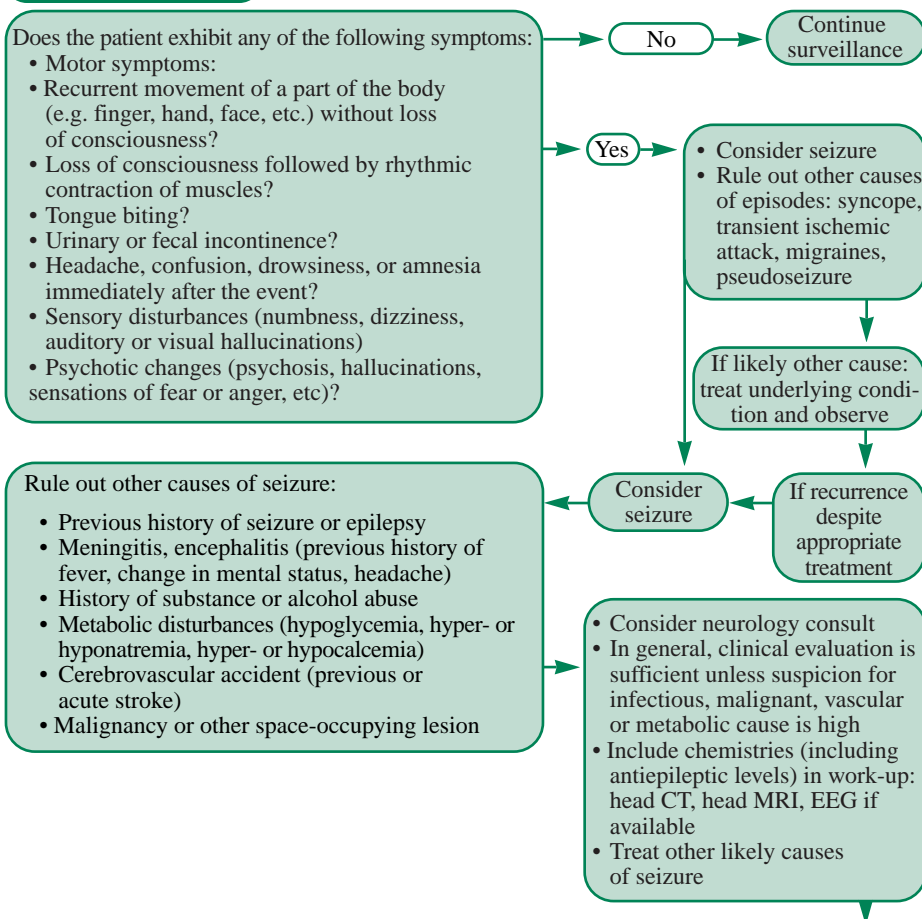 Does the patient exhibit any of the following symptoms:
• Motor symptoms:
• Recurrent movement of a part of the body
(e.g. finger, hand, face, etc.) without loss
of consciousness?
• Loss of consciousness followed by rhythmic
contraction of muscles?
• Tongue biting?
• Urinary or fecal incontinence?
• Headache, confusion, drowsiness, or amnesia
immediately after the event?
• Sensory disturbances (numbness, dizziness,
auditory or visual hallucinations)
• Psychotic changes (psychosis, hallucinations,
sensations of fear or anger, etc)?
No
Continue
surveillance
Yes
• Consider seizure
• Rule out other causes
of episodes: syncope,
transient ischemic
attack, migraines,
pseudoseizure
If likely other cause:
treat underlying condi-
tion and observe
If recurrence
despite
appropriate
treatment
Consider
seizure
Rule out other causes of seizure:
• Previous history of seizure or epilepsy
• Meningitis, encephalitis (previous history of
fever, change in mental status, headache)
• History of substance or alcohol abuse
• Metabolic disturbances (hypoglycemia, hyper- or
hyponatremia, hyper- or hypocalcemia)
• Cerebrovascular accident (previous or
acute stroke)
• Malignancy or other space-occupying lesion
• Consider neurology consult
• In general, clinical evaluation is
sufficient unless suspicion for
infectious, malignant, vascular
or metabolic cause is high
• Include chemistries (including
antiepileptic levels) in work-up:
head CT, head MRI, EEG if
available
• Treat other likely causes
of seizure